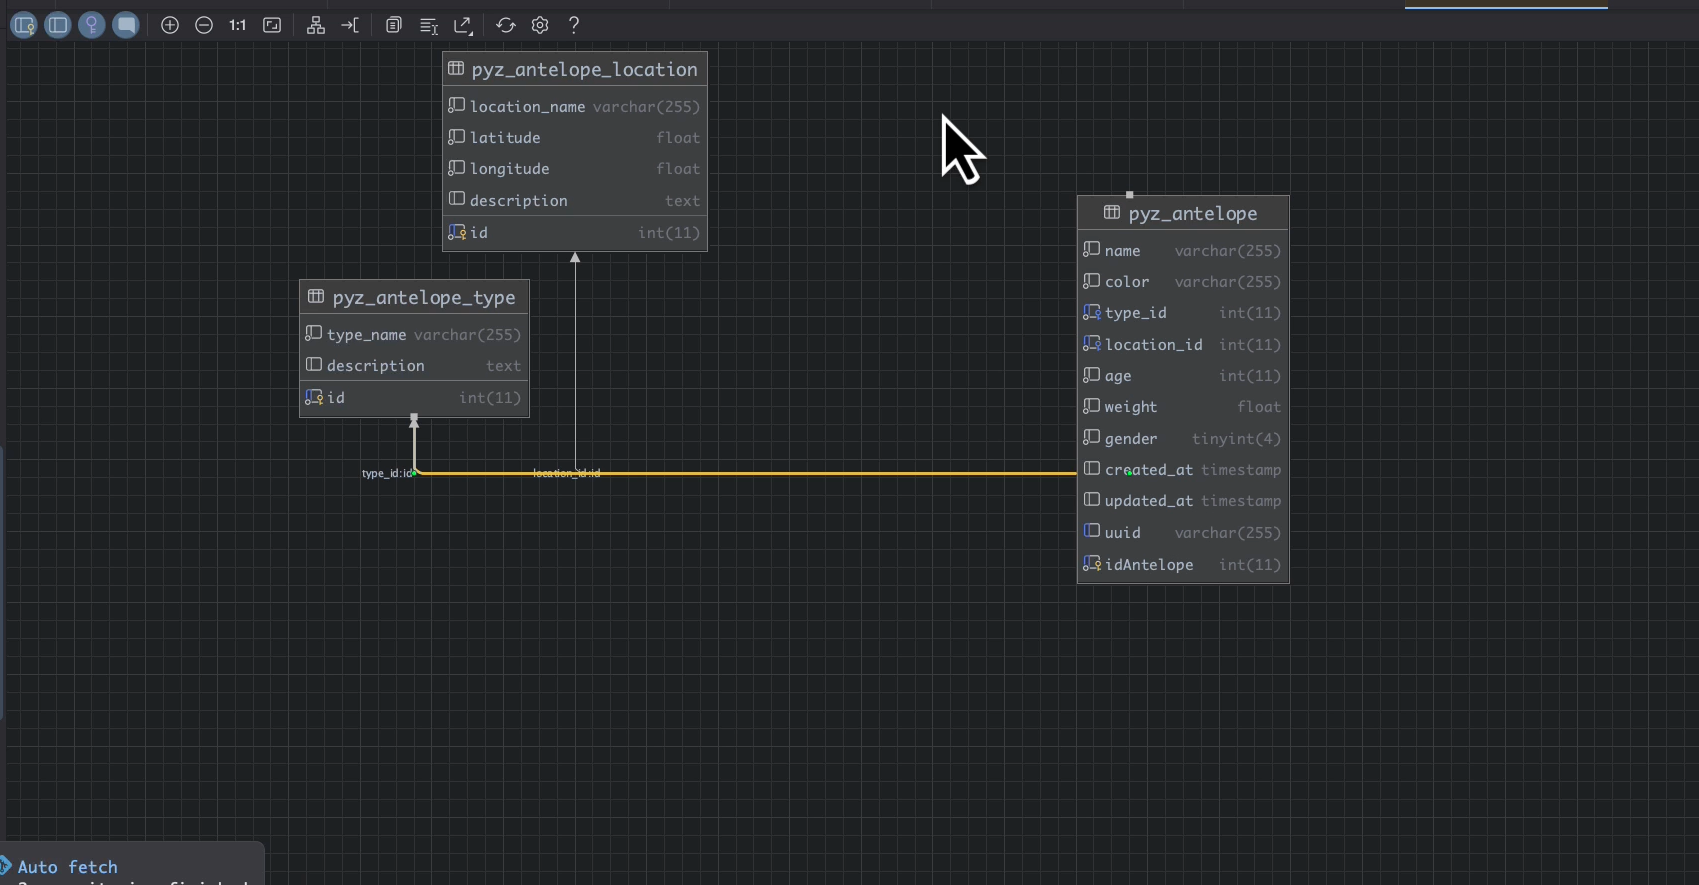 1:1
?
pyz_antelope_location
location_name varchar(255)
latitude float
longitude float
description text
id int(11)
pyz_antelope_type
type_name varchar(255)
description text
id int(11)
type_id:id
location_id:id
pyz_antelope
name varchar(255)
color varchar(255)
type_id int(11)
location_id int(11)
age int(11)
weight float
gender tinyint(4)
created_at timestamp
updated_at timestamp
uuid varchar(255)
idAntelope int(11)
Auto fetch